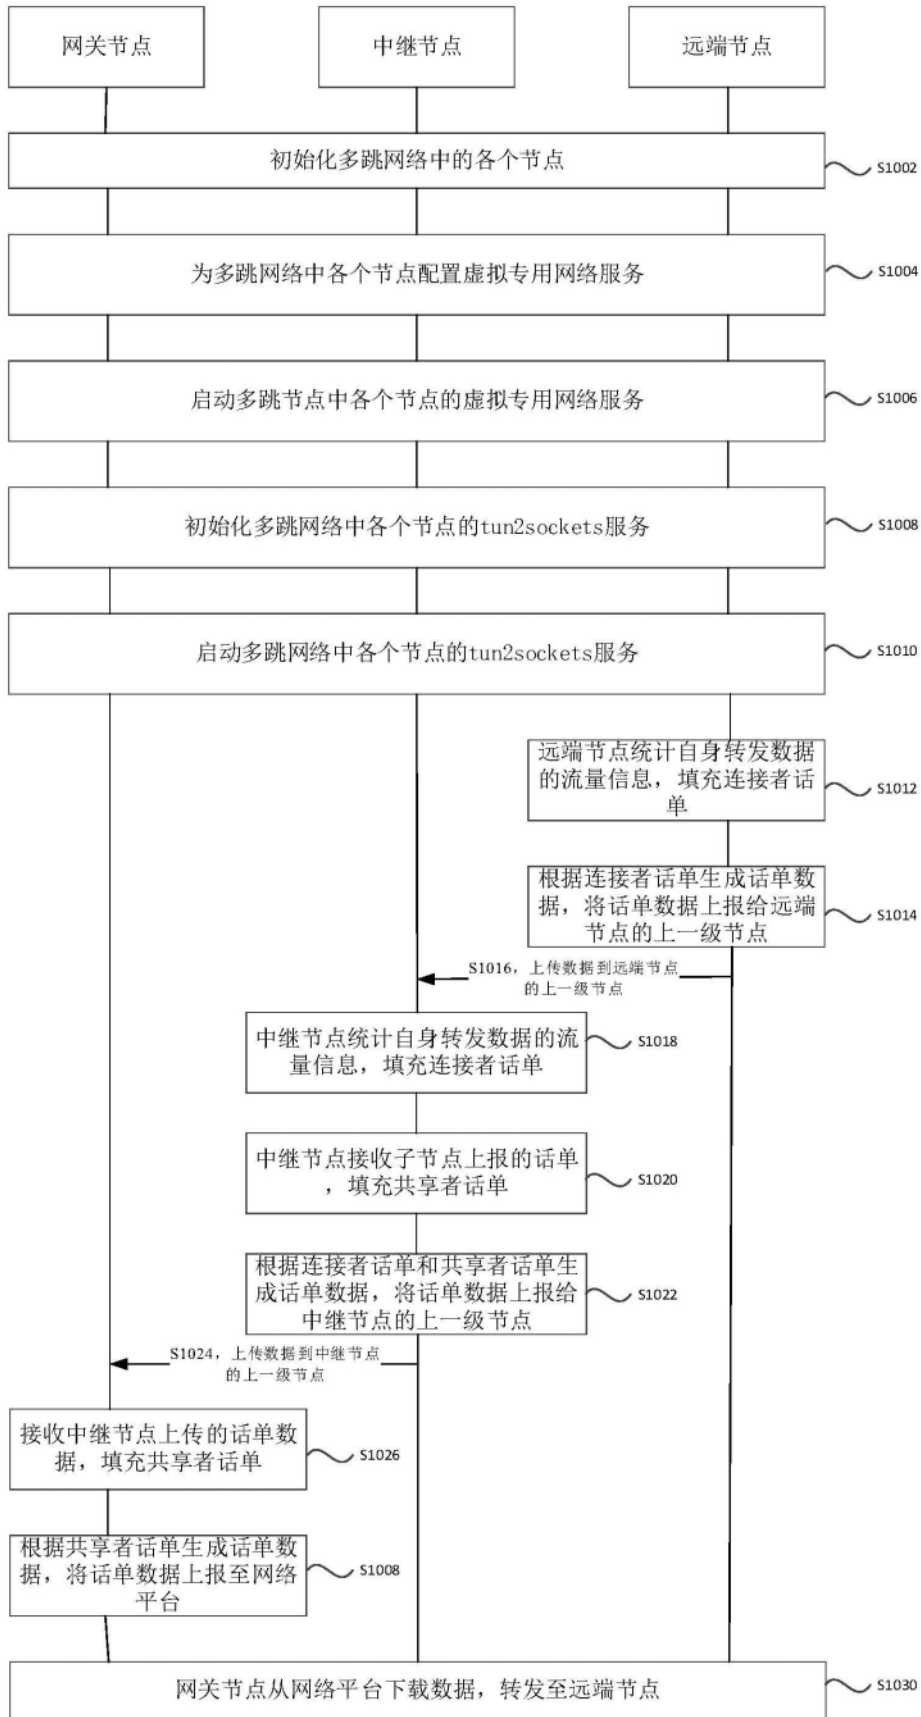 网关节点
中继节点
远端节点
初始化多跳网络中的各个节点
S1002
为多跳网络中各个节点配置虚拟专用网络服务
S1004
启动多跳节点中各个节点的虚拟专用网络服务
S1006
初始化多跳网络中各个节点的tun2sockets服务
S1008
启动多跳网络中各个节点的tun2sockets服务
S1010
远端节点统计自身转发数据
的流量信息，填充连接者话
单
S1012
根据连接者话单生成话单数
据，将话单数据上报给远端
节点的上一级节点
S1014
S1016，上传数据到远端节点
的上一级节点
中继节点统计自身转发数据的流
量信息，填充连接者话单
S1018
中继节点接收子节点上报的话单
，填充共享者话单
S1020
根据连接者话单和共享者话单生
成话单数据，将话单数据上报给
中继节点的上一级节点
S1022
S1024，上传数据到中继节点
的上一级节点
接收中继节点上传的话单数
据，填充共享者话单
S1026
根据共享者话单生成话单数
据，将话单数据上报至网络
平台
S1008
网关节点从网络平台下载数据，转发至远端节点
S1030